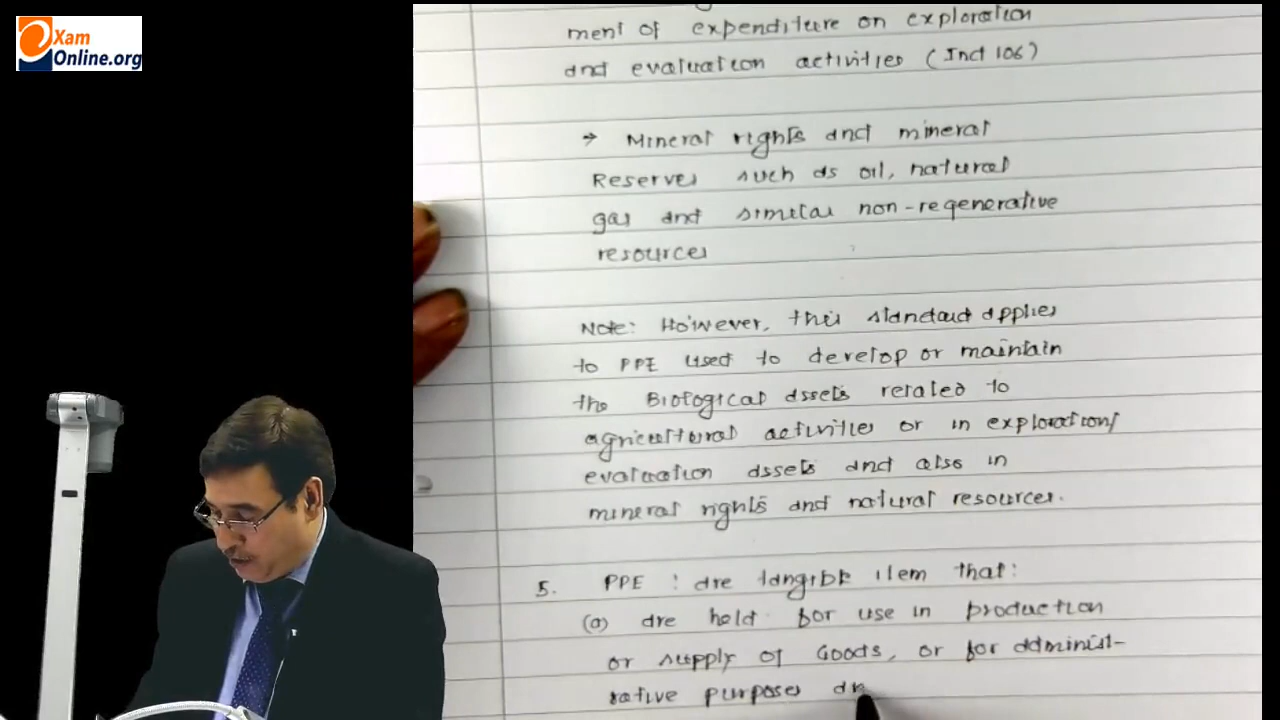 Xam
Online.org
ment of expenditure on exploration
and evaluation activities (Ind 106)
→ Mineral rights and mineral
Reserves such as oil, natural
gas and similar non-regenerative
resources
Note: However, this standard applies
to PPE used to develop or maintain
the Biological assets related to
agricultural activities or in exploration/
evaluation assets and also in
mineral rights and natural resources.
5. PPE : are tangible item that:
(a) are held for use in production
or supply of Goods, or for administ-
rative purposes an